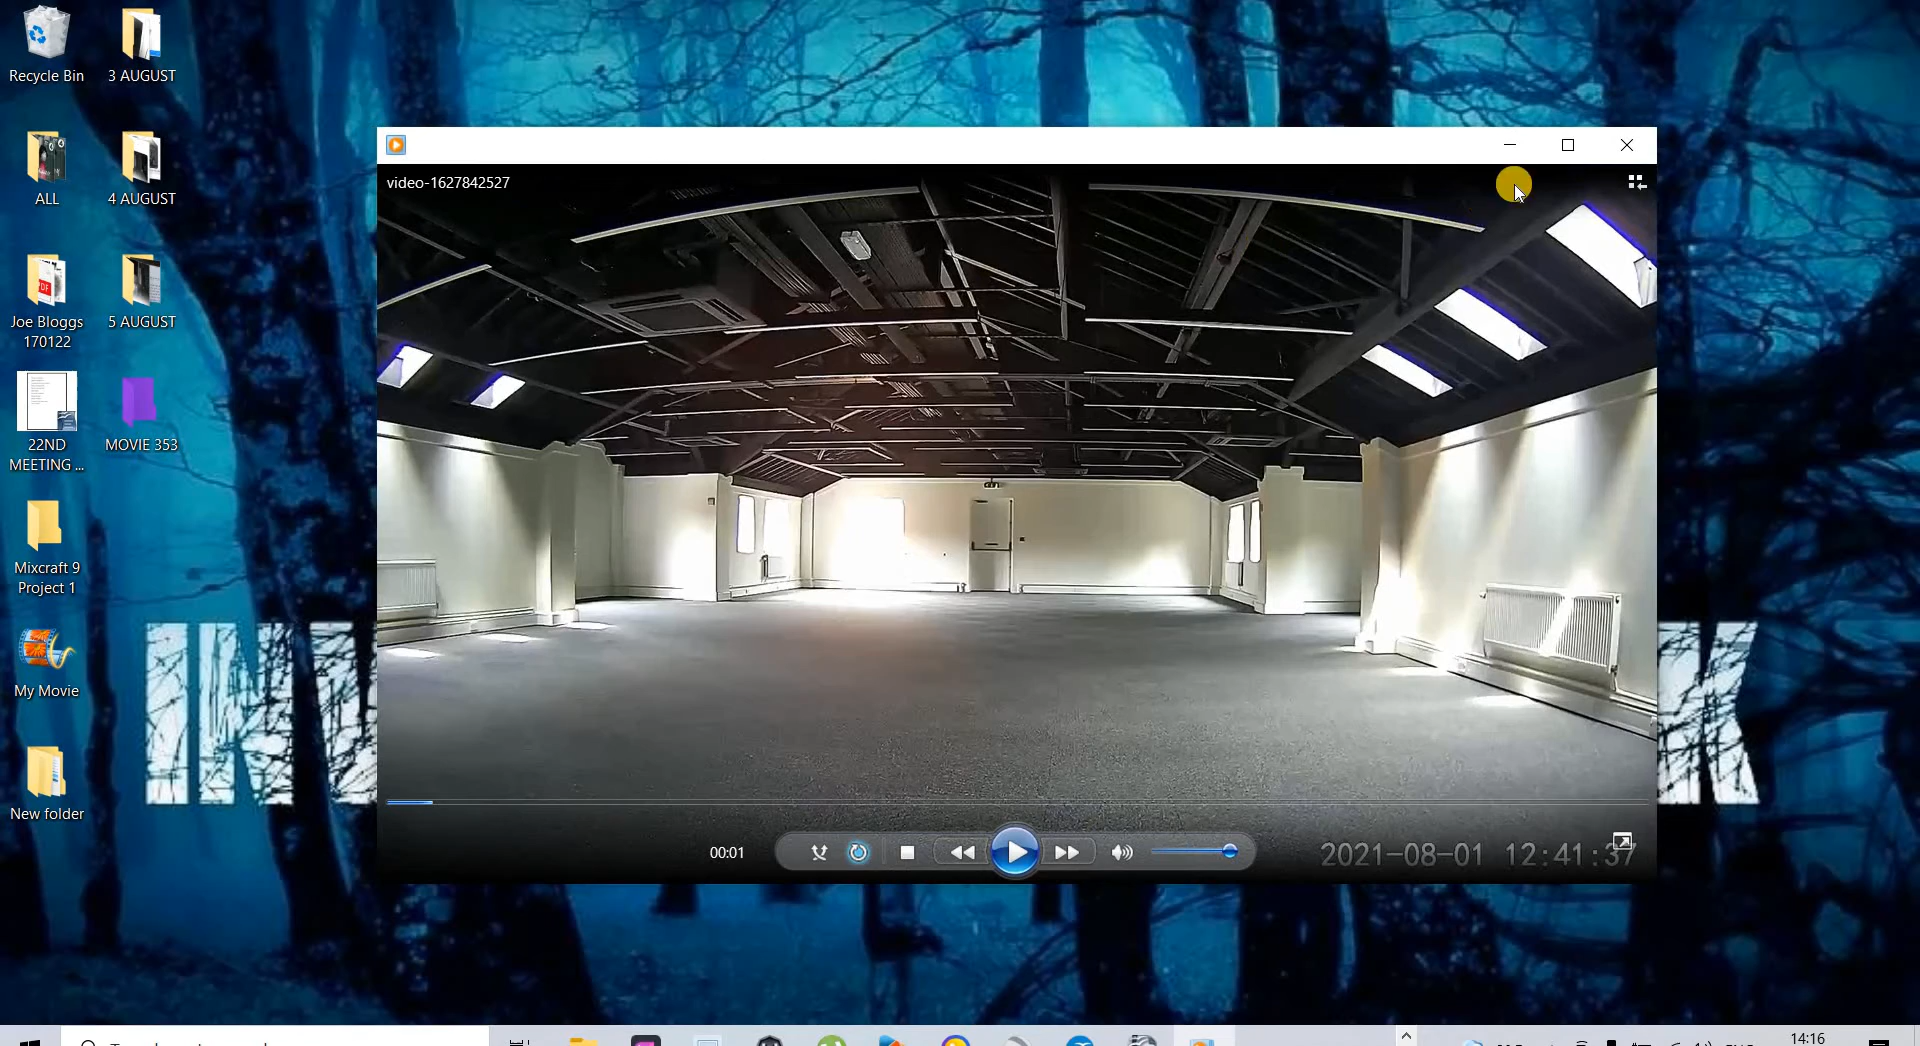 Recycle Bin
3 AUGUST
ALL
4 AUGUST
Joe Bloggs
170122
5 AUGUST
22ND
MEETING ...
MOVIE 353
Mixcraft 9
Project 1
My Movie
New folder
video-1627842527
00:01
2021-08-01 12:41:37
14:16